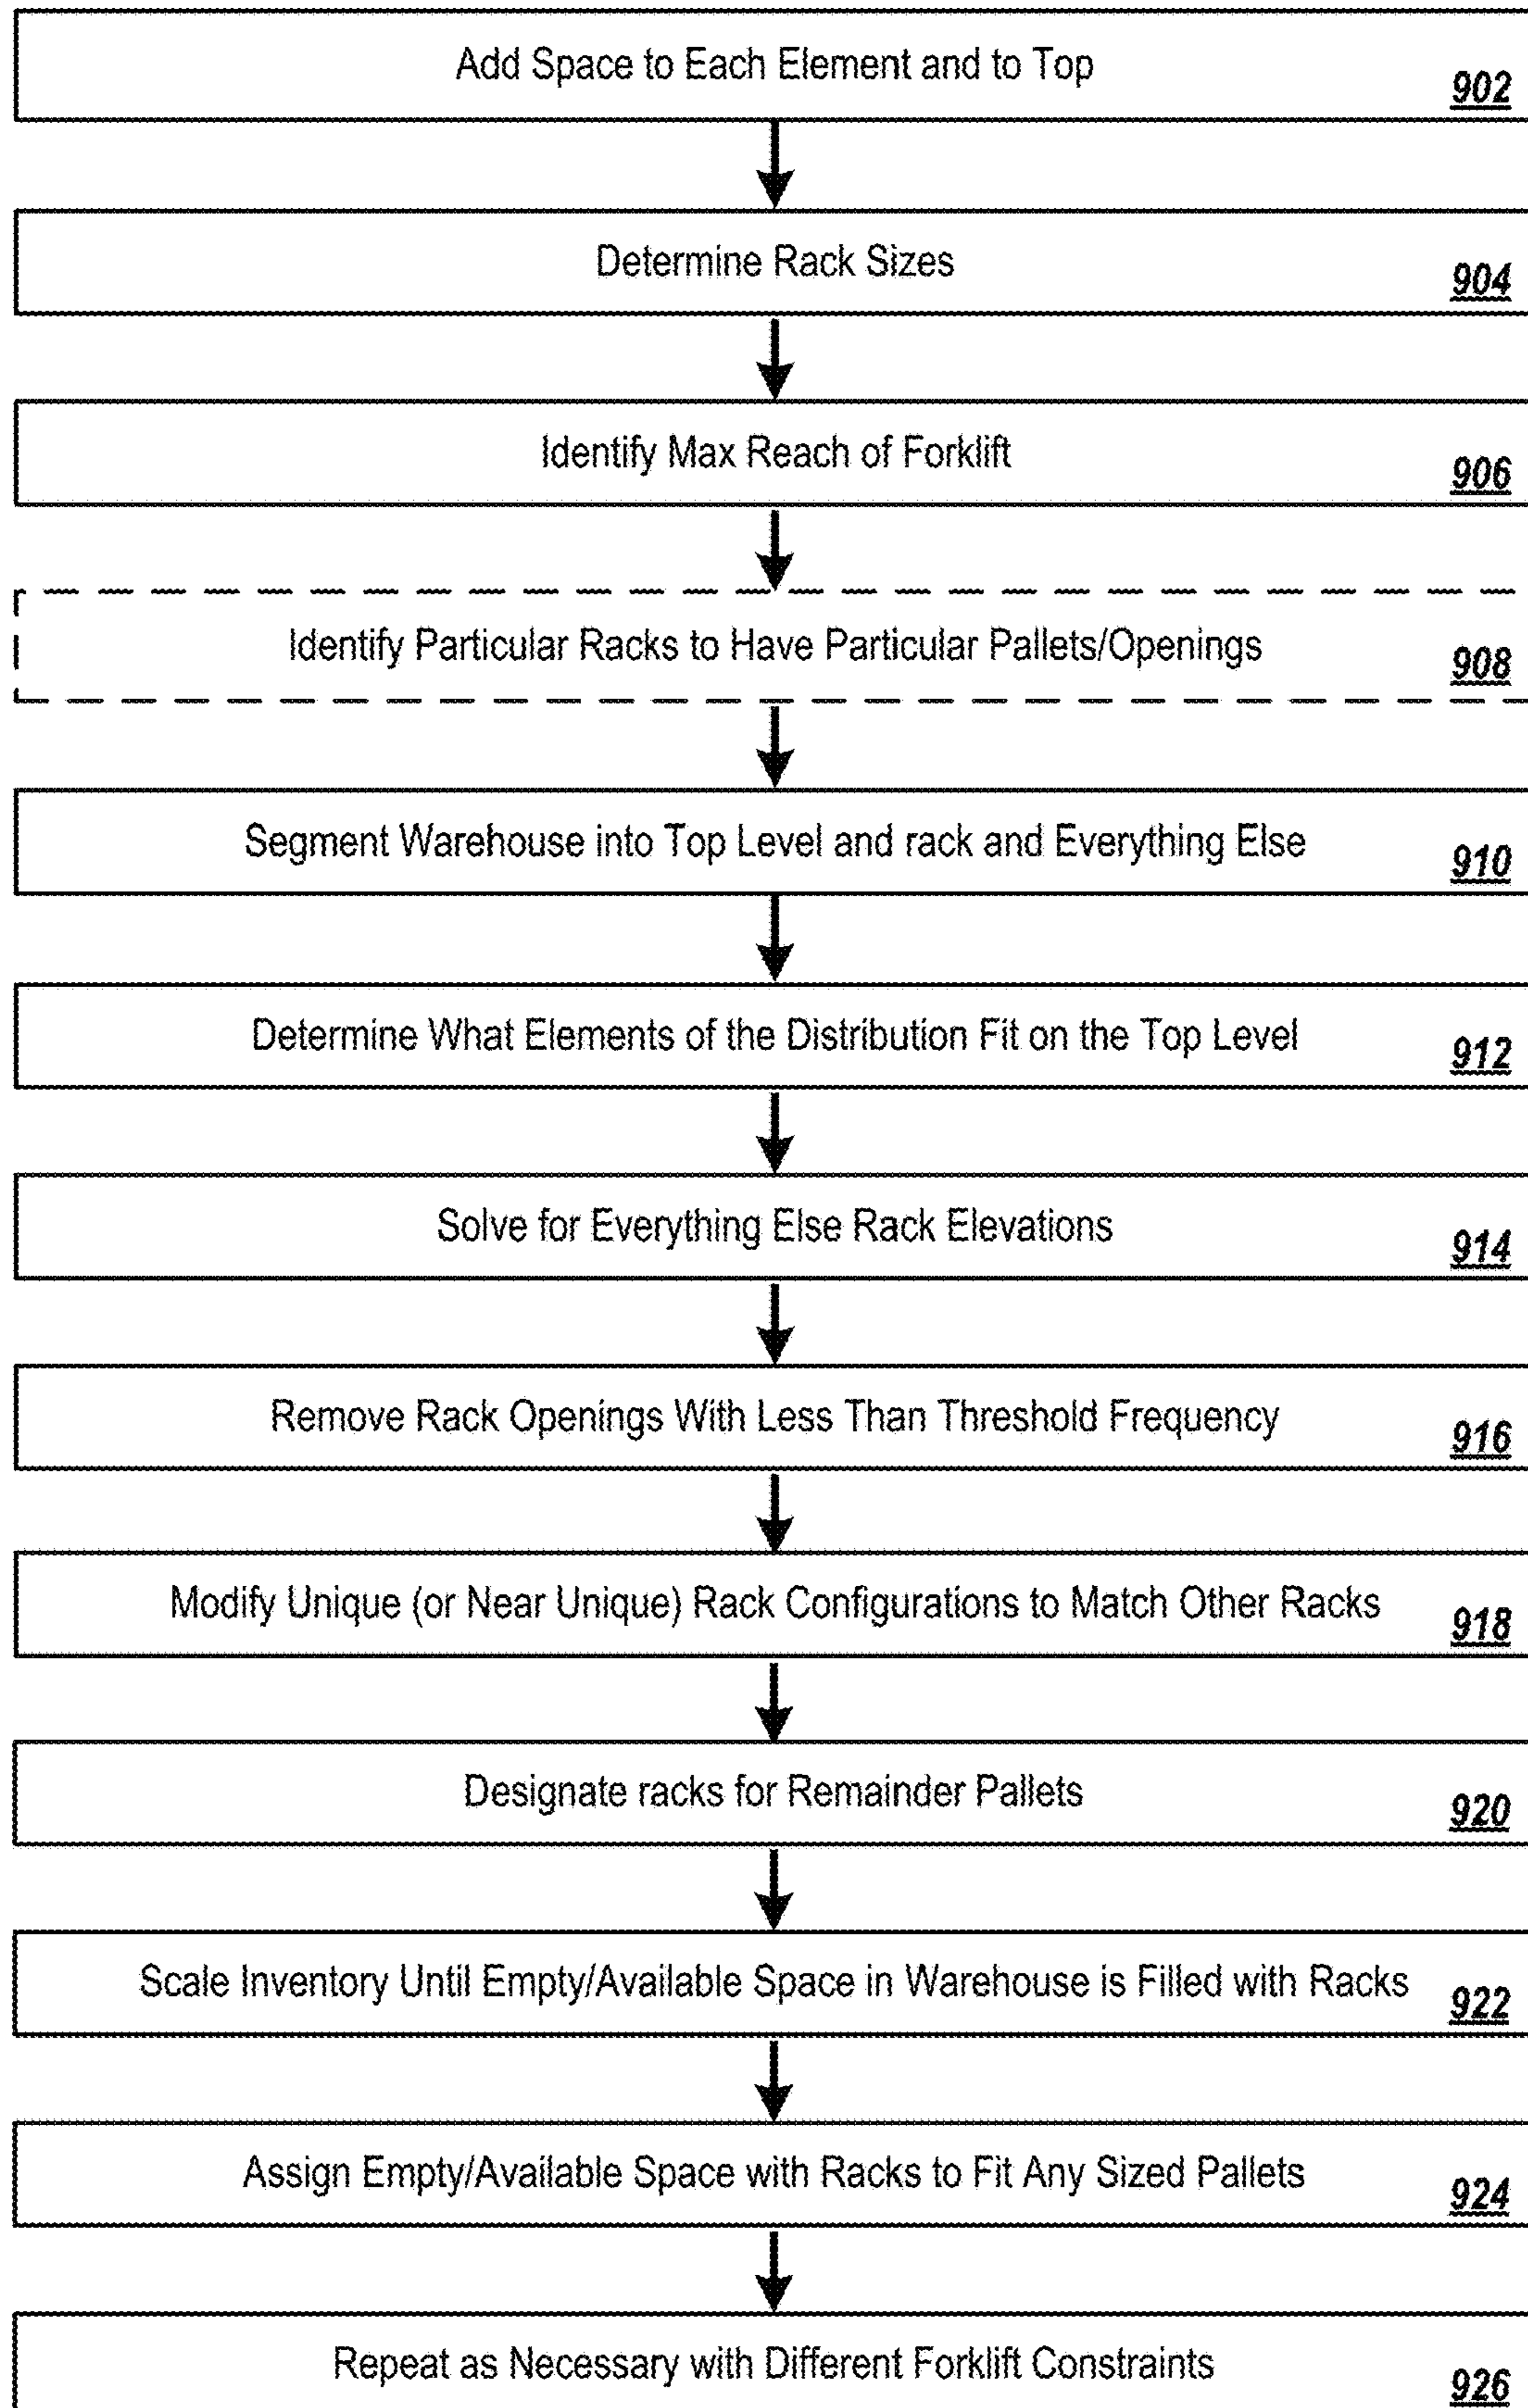 Add Space to Each Element and to Top
902
Determine Rack Sizes
904
Identify Max Reach of Forklift
906
Identify Particular Racks to Have Particular Pallets/Openings
908
Segment Warehouse into Top Level and rack and Everything Else
910
Determine What Elements of the Distribution Fit on the Top Level
912
Solve for Everything Else Rack Elevations
914
Remove Rack Openings With Less Than Threshold Frequency
916
Modify Unique (or Near Unique) Rack Configurations to Match Other Racks
918
Designate racks for Remainder Pallets
920
Scale Inventory Until Empty/Available Space in Warehouse is Filled with Racks
922
Assign Empty/Available Space with Racks to Fit Any Sized Pallets
924
Repeat as Necessary with Different Forklift Constraints
926